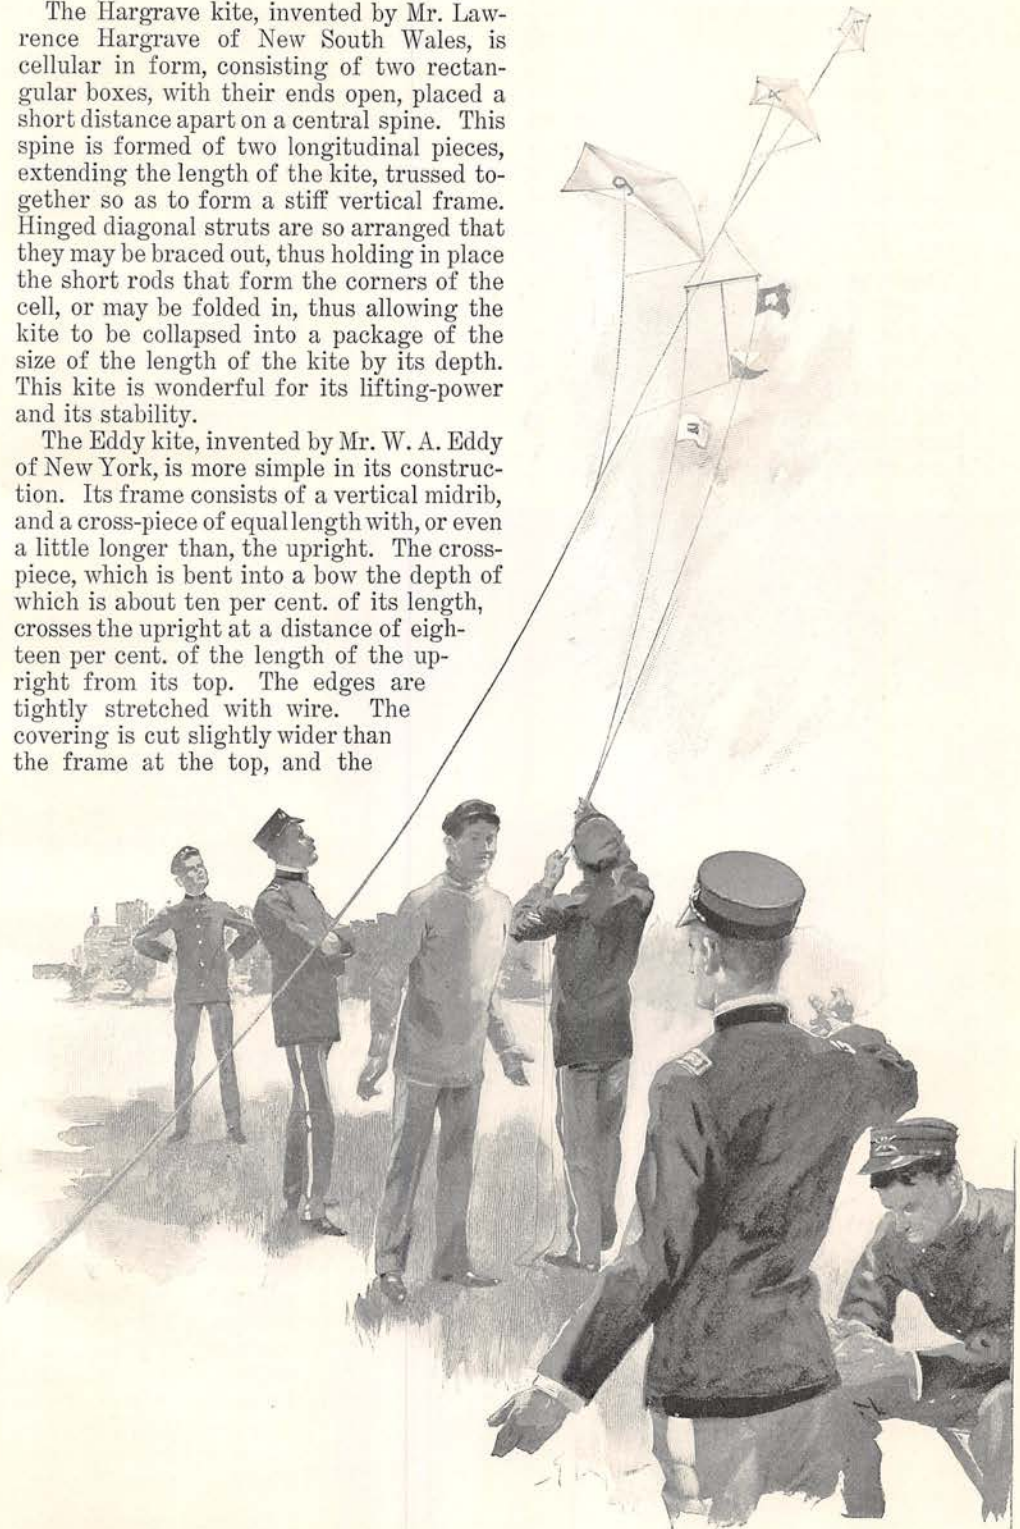 The Hargrave kite, invented by Mr. Law-
rence Hargrave of New South Wales, is
cellular in form, consisting of two rectan-
gular boxes, with their ends open, placed a
short distance apart on a central spine. This
spine is formed of two longitudinal pieces,
extending the length of the kite, trussed to-
gether so as to form a stiff vertical frame.
Hinged diagonal struts are so arranged that
they may be braced out, thus holding in place
the short rods that form the corners of the
cell, or may be folded in, thus allowing the
kite to be collapsed into a package of the
size of the length of the kite by its depth.
This kite is wonderful for its lifting-power
and its stability.
The Eddy kite, invented by Mr. W. A. Eddy
of New York, is more simple in its construc-
tion. Its frame consists of a vertical midrib,
and a cross-piece of equal length with, or even
a little longer than, the upright. The cross-
piece, which is bent into a bow the depth of
which is about ten per cent. of its length,
crosses the upright at a distance of eigh-
teen per cent. of the length of the up-
right from its top. The edges are
tightly stretched with wire. The
covering is cut slightly wider than
the frame at the top, and the